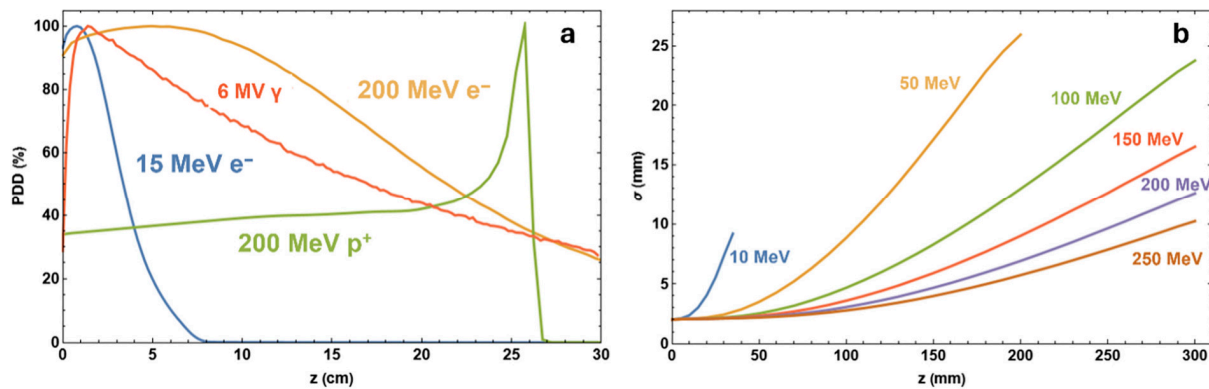 a
100
80
60
40
20
0
PDD (%)
6 MV γ
200 MeV e⁻
15 MeV e⁻
200 MeV p⁺
0 5 10 15 20 25 30
z (cm)
b
25
20
15
10
5
0
σ (mm)
50 MeV
100 MeV
150 MeV
200 MeV
10 MeV
250 MeV
0 50 100 150 200 250 300
z (mm)